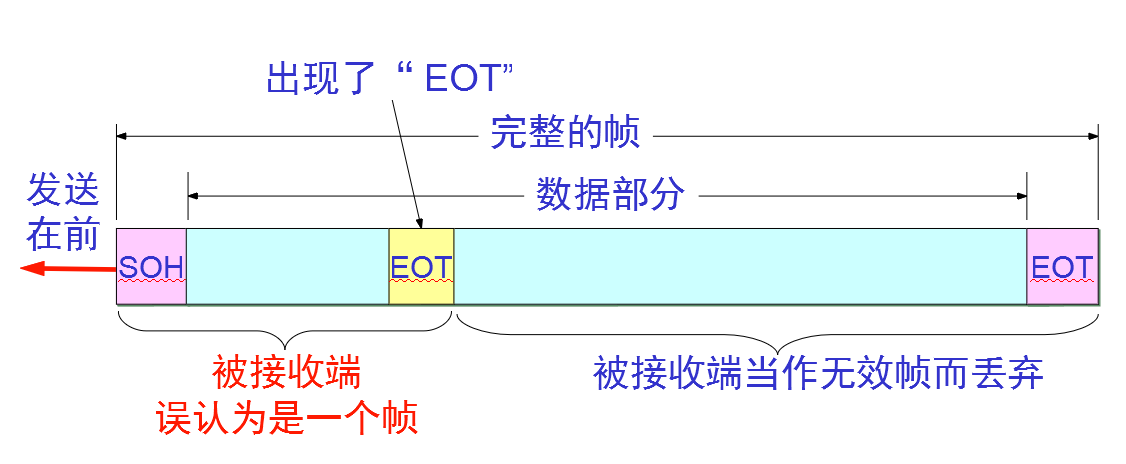 出现了 “ EOT”
完整的帧
发送
在前
数据部分
SOH
EOT
EOT
被接收端
误认为是一个帧
被接收端当作无效帧而丢弃